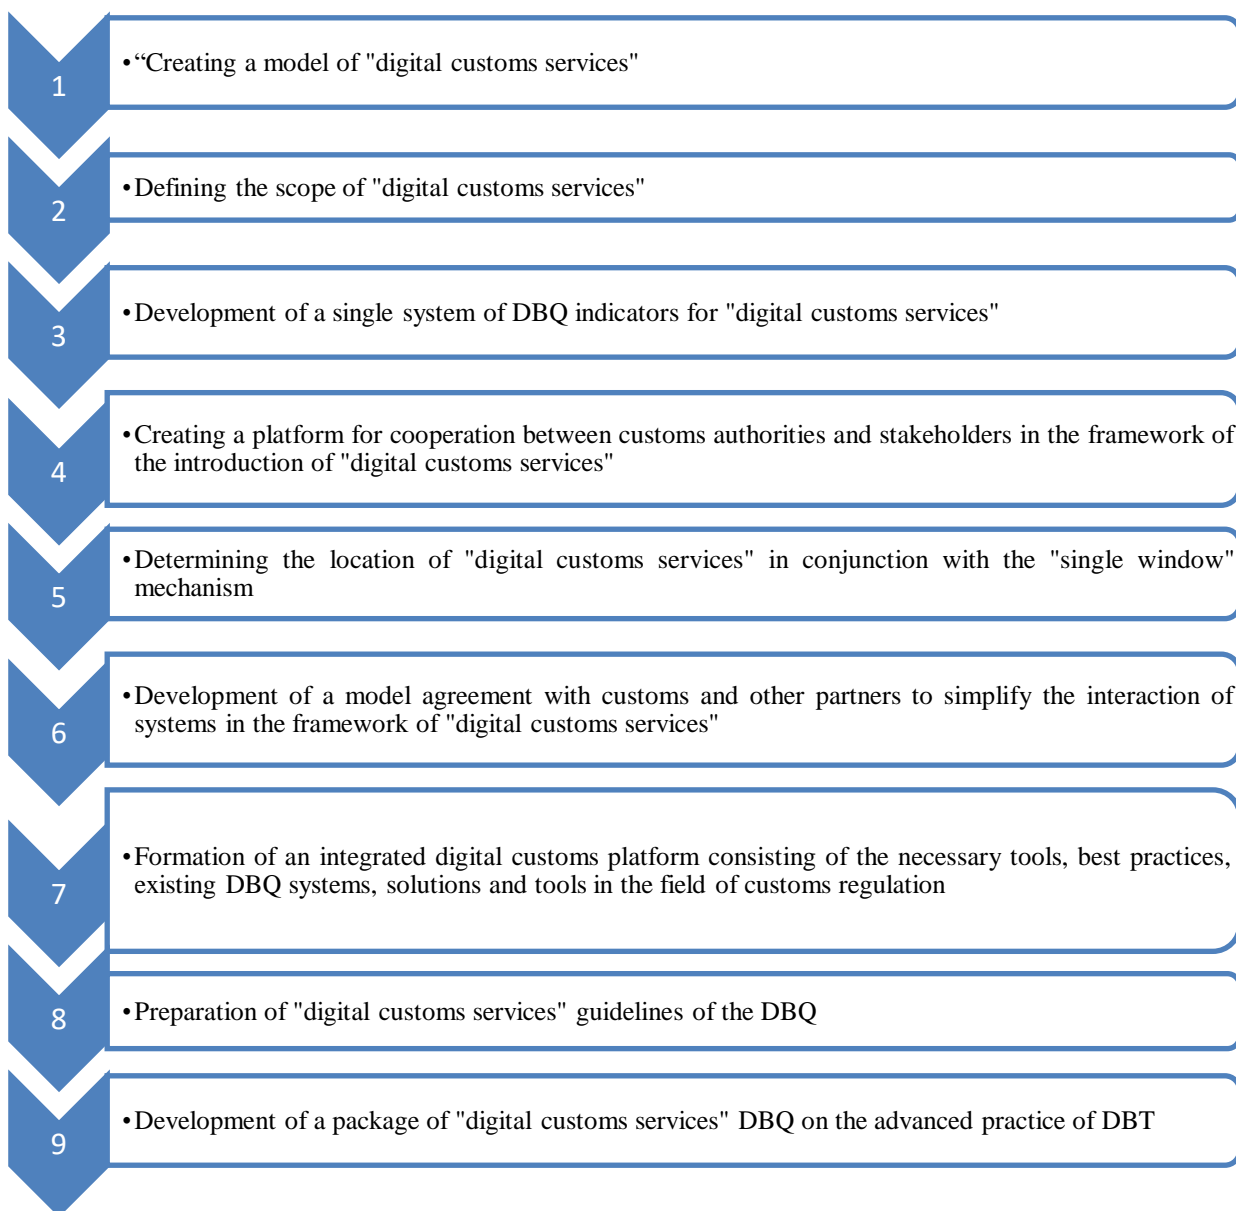 1
•“Creating a model of "digital customs services"
2
•Defining the scope of "digital customs services"
3
•Development of a single system of DBQ indicators for "digital customs services"
4
•Creating a platform for cooperation between customs authorities and stakeholders in the framework of
the introduction of "digital customs services"
5
•Determining the location of "digital customs services" in conjunction with the "single window"
mechanism
6
•Development of a model agreement with customs and other partners to simplify the interaction of
systems in the framework of "digital customs services"
7
•Formation of an integrated digital customs platform consisting of the necessary tools, best practices,
existing DBQ systems, solutions and tools in the field of customs regulation
8
•Preparation of "digital customs services" guidelines of the DBQ
9
•Development of a package of "digital customs services" DBQ on the advanced practice of DBT